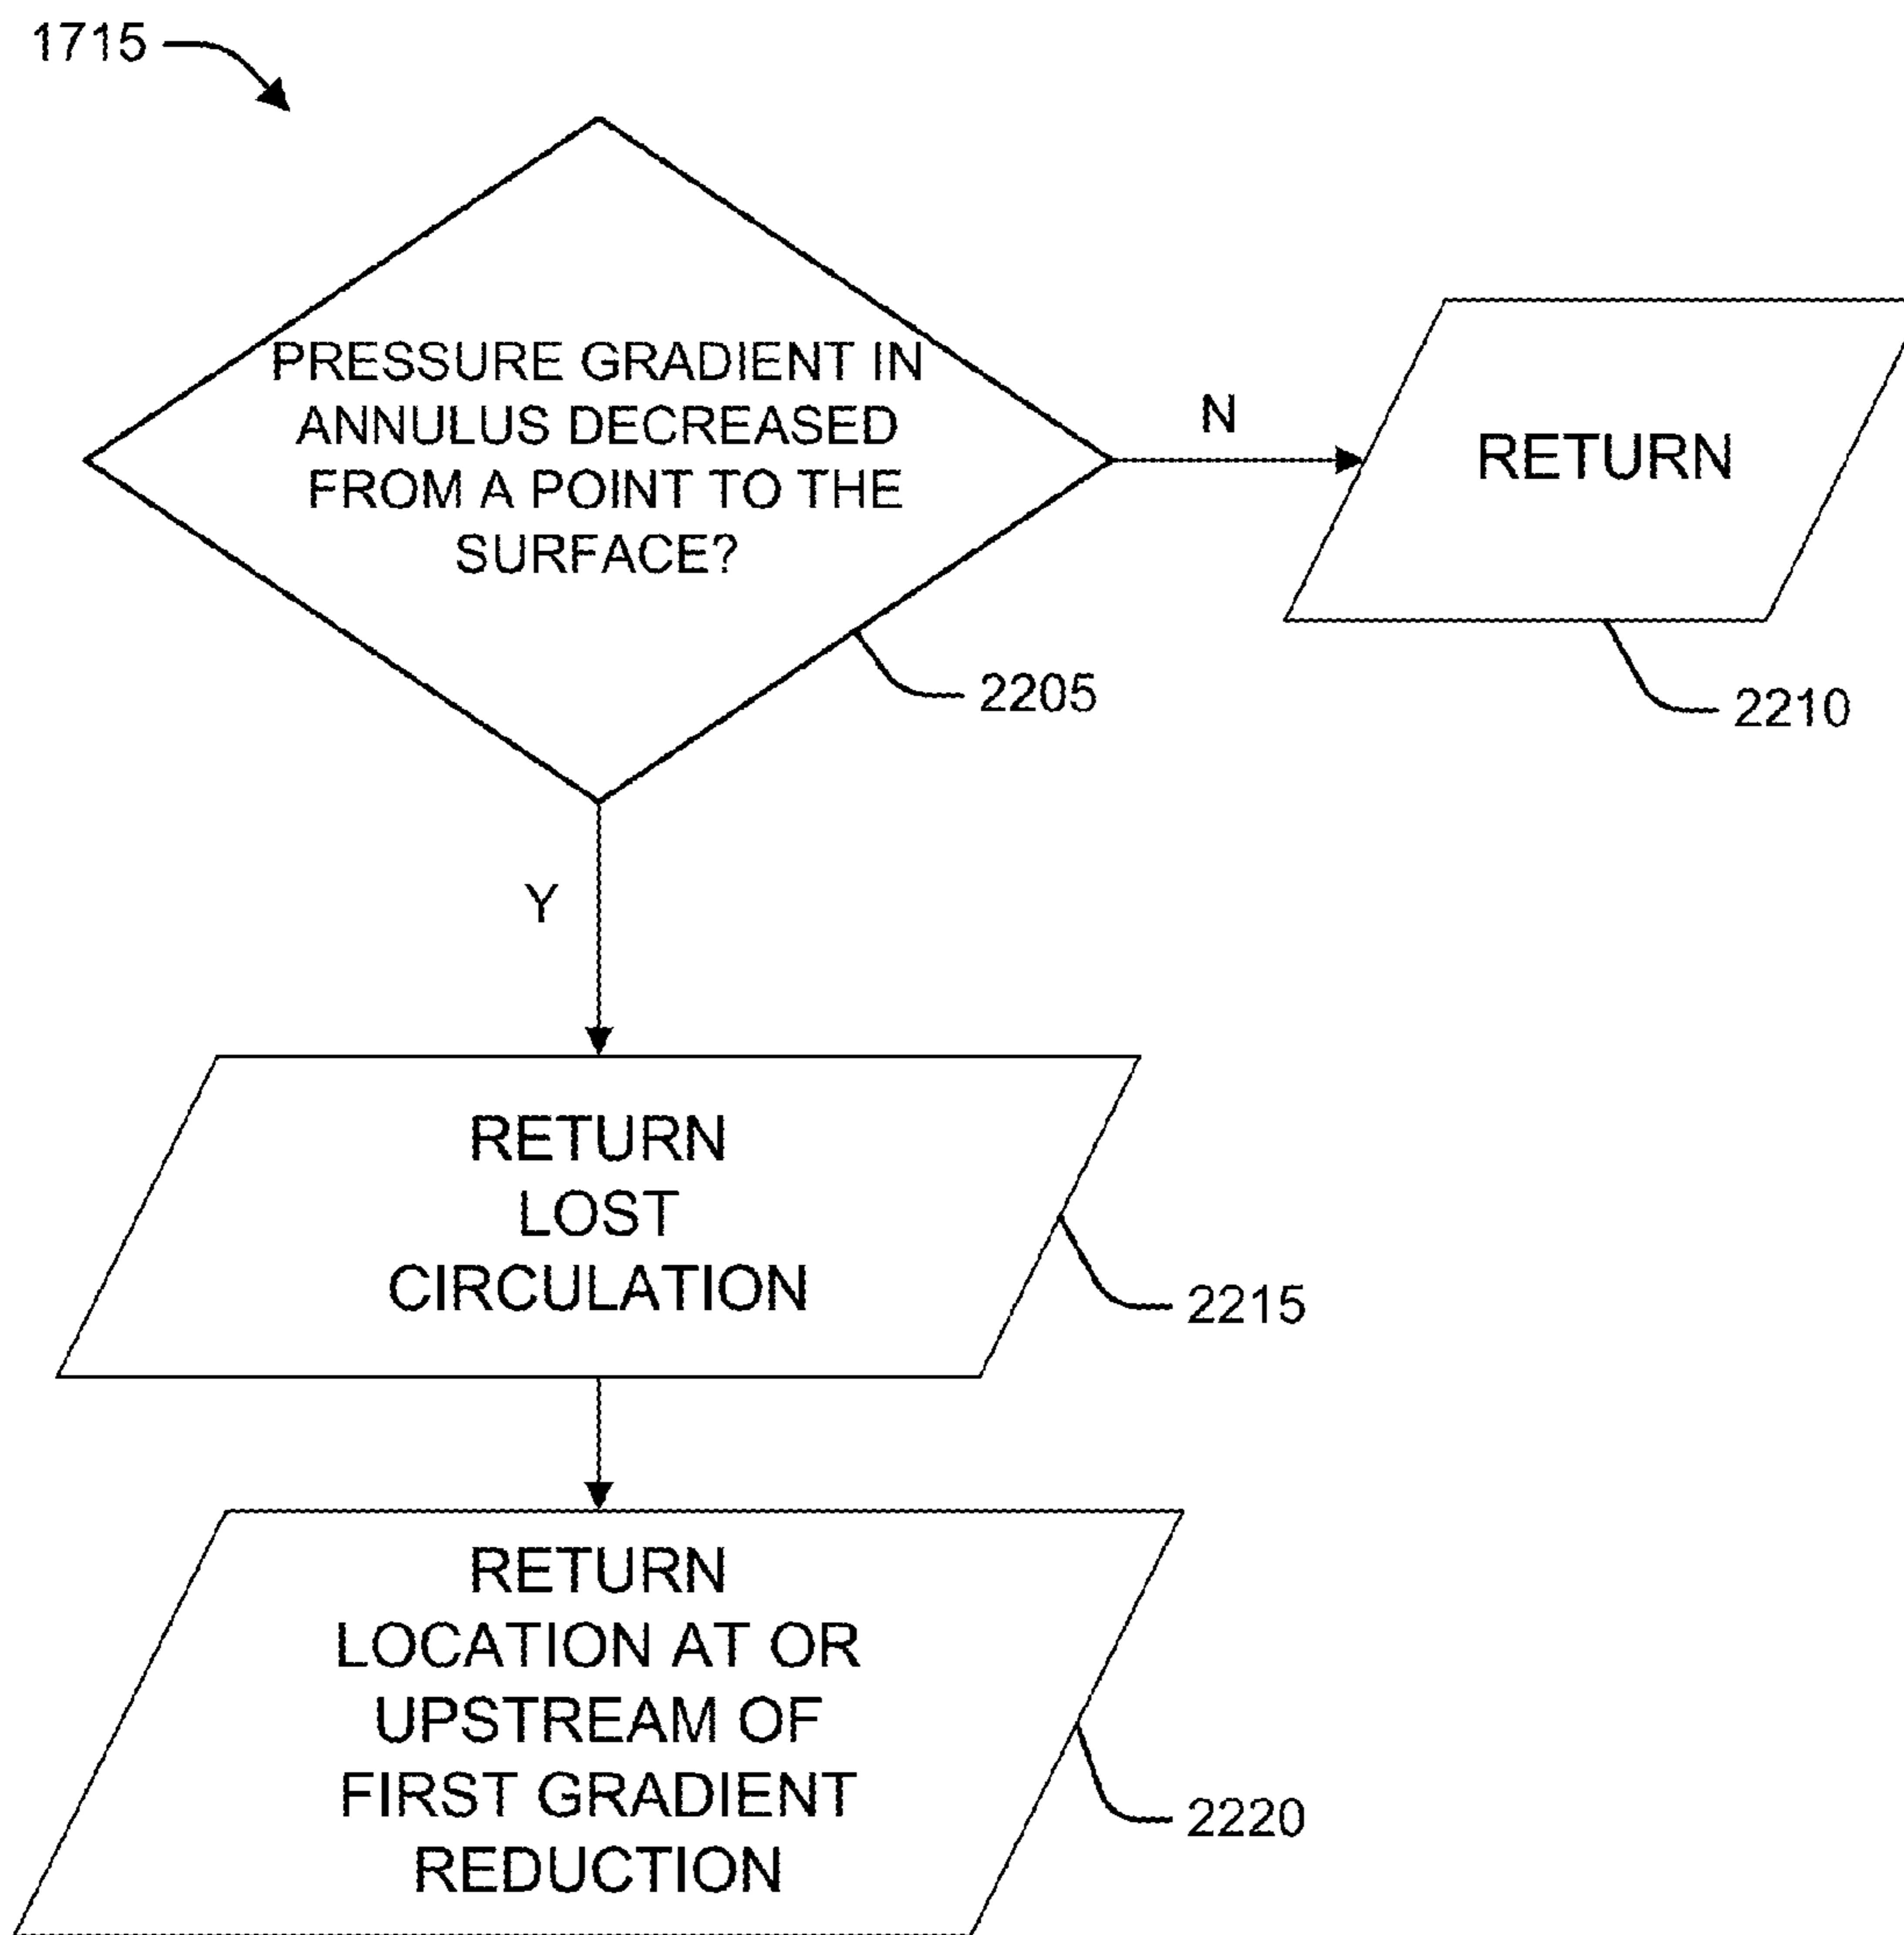 1715
PRESSURE GRADIENT IN
ANNULUS DECREASED
FROM A POINT TO THE
SURFACE?
N
RETURN
2205
2210
Y
RETURN
LOST
CIRCULATION
2215
RETURN
LOCATION AT OR
UPSTREAM OF
FIRST GRADIENT
REDUCTION
2220